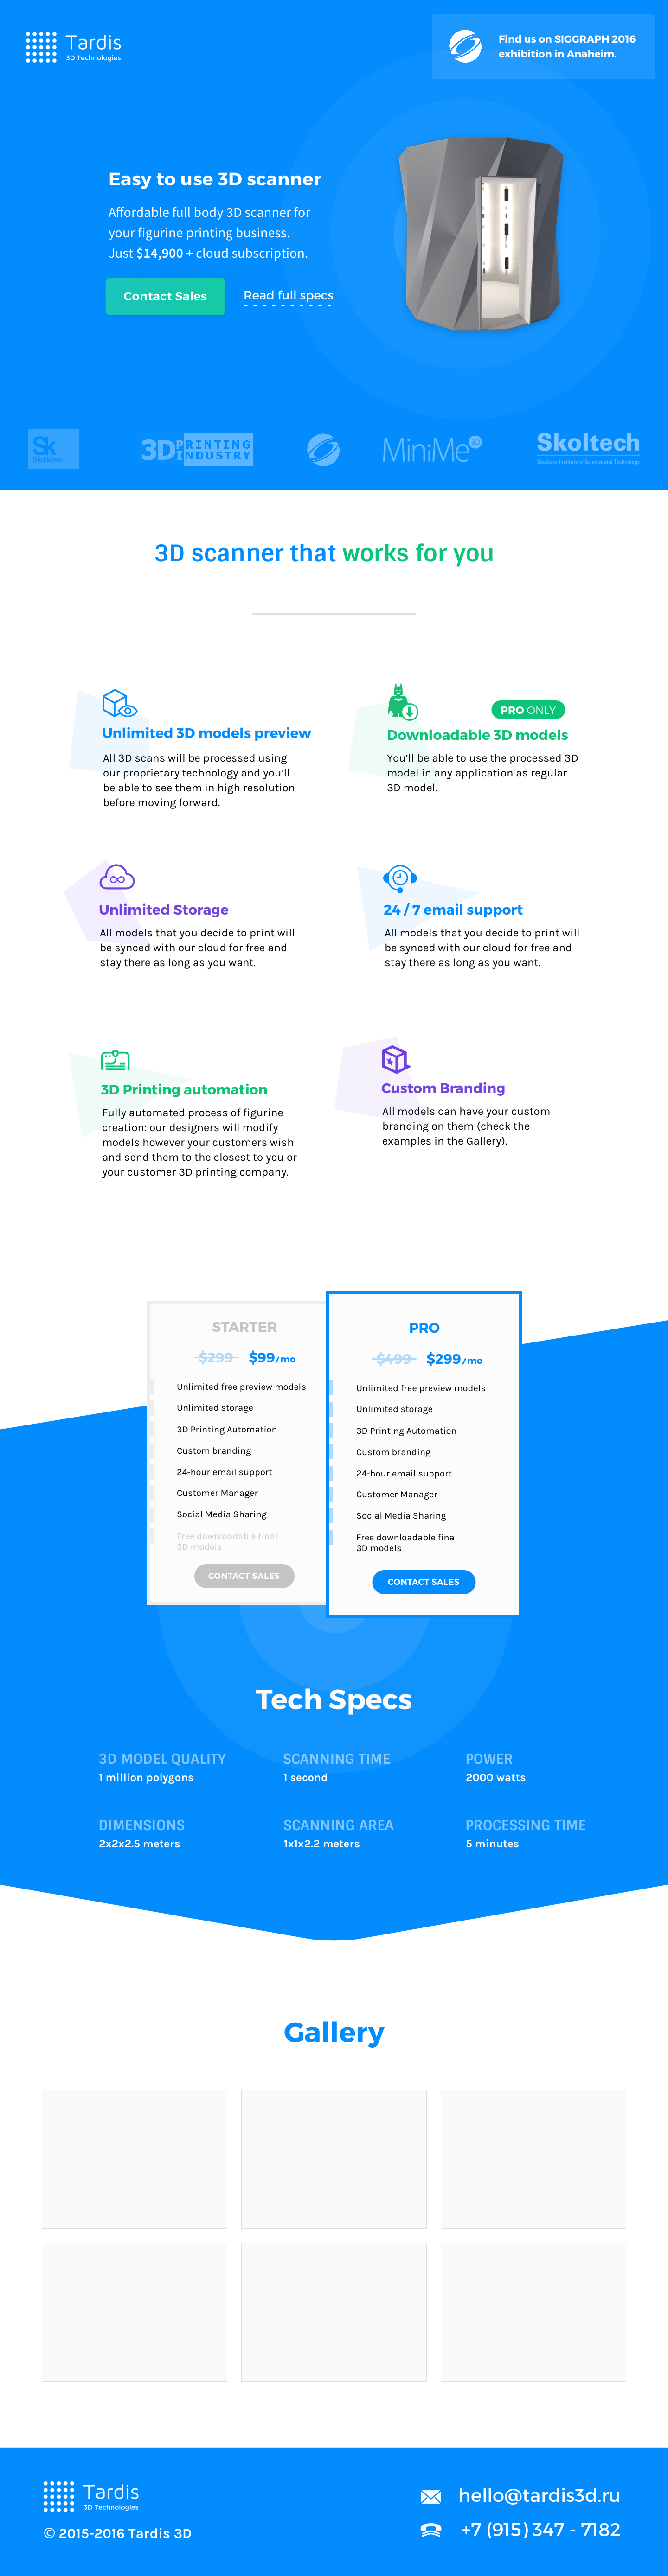 Tardis
3D Technologies
Find us on SIGGRAPH 2016
exhibition in Anaheim.
Easy to use 3D scanner
Affordable full body 3D scanner for
your figurine printing business.
Just $14,900 + cloud subscription.
Contact Sales
Read full specs
Sk
Skolkovo
3D PRINTING
INDUSTRY
MiniMe 3D
Skoltech
Skolkovo Institute of Science and Technology
3D scanner that works for you
Unlimited 3D models preview
All 3D scans will be processed using
our proprietary technology and you'll
be able to see them in high resolution
before moving forward.
PRO ONLY
Downloadable 3D models
You'll be able to use the processed 3D
model in any application as regular
3D model.
Unlimited Storage
All models that you decide to print will
be synced with our cloud for free and
stay there as long as you want.
24 / 7 email support
All models that you decide to print will
be synced with our cloud for free and
stay there as long as you want.
3D Printing automation
Fully automated process of figurine
creation: our designers will modify
models however your customers wish
and send them to the closest to you or
your customer 3D printing company.
Custom Branding
All models can have your custom
branding on them (check the
examples in the Gallery).
STARTER
$299 $99/mo
Unlimited free preview models
Unlimited storage
3D Printing Automation
Custom branding
24-hour email support
Customer Manager
Social Media Sharing
Free downloadable final
3D models
CONTACT SALES
PRO
$499 $299/mo
Unlimited free preview models
Unlimited storage
3D Printing Automation
Custom branding
24-hour email support
Customer Manager
Social Media Sharing
Free downloadable final
3D models
CONTACT SALES
Tech Specs
3D MODEL QUALITY
1 million polygons
SCANNING TIME
1 second
POWER
2000 watts
DIMENSIONS
2x2x2.5 meters
SCANNING AREA
1x1x2.2 meters
PROCESSING TIME
5 minutes
Gallery
Tardis
3D Technologies
© 2015-2016 Tardis 3D
hello@tardis3d.ru
+7 (915) 347 - 7182